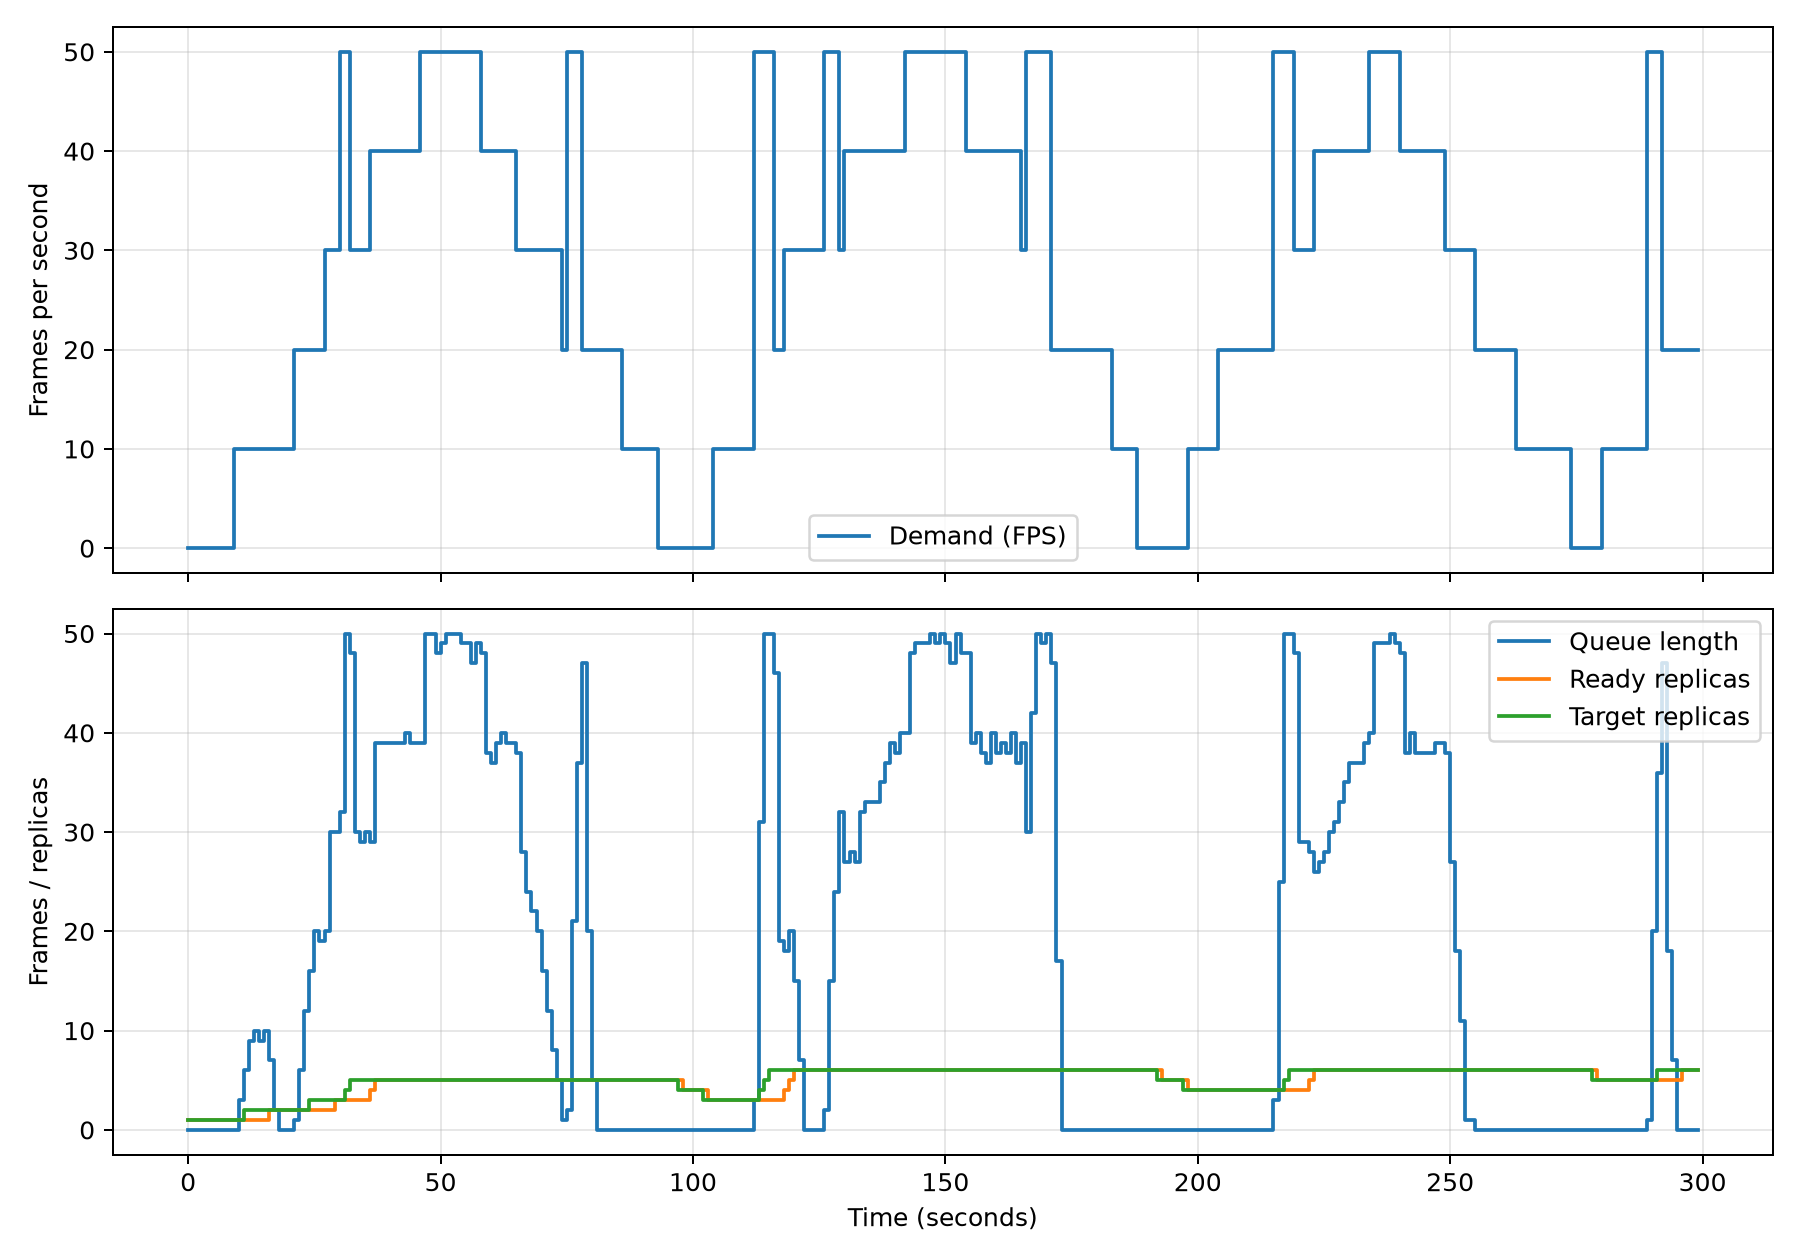 50
40
30
20
10
0
Frames per second
Demand (FPS)
50
40
30
20
10
0
Frames / replicas
Queue length
Ready replicas
Target replicas
0 50 100 150 200 250 300
Time (seconds)